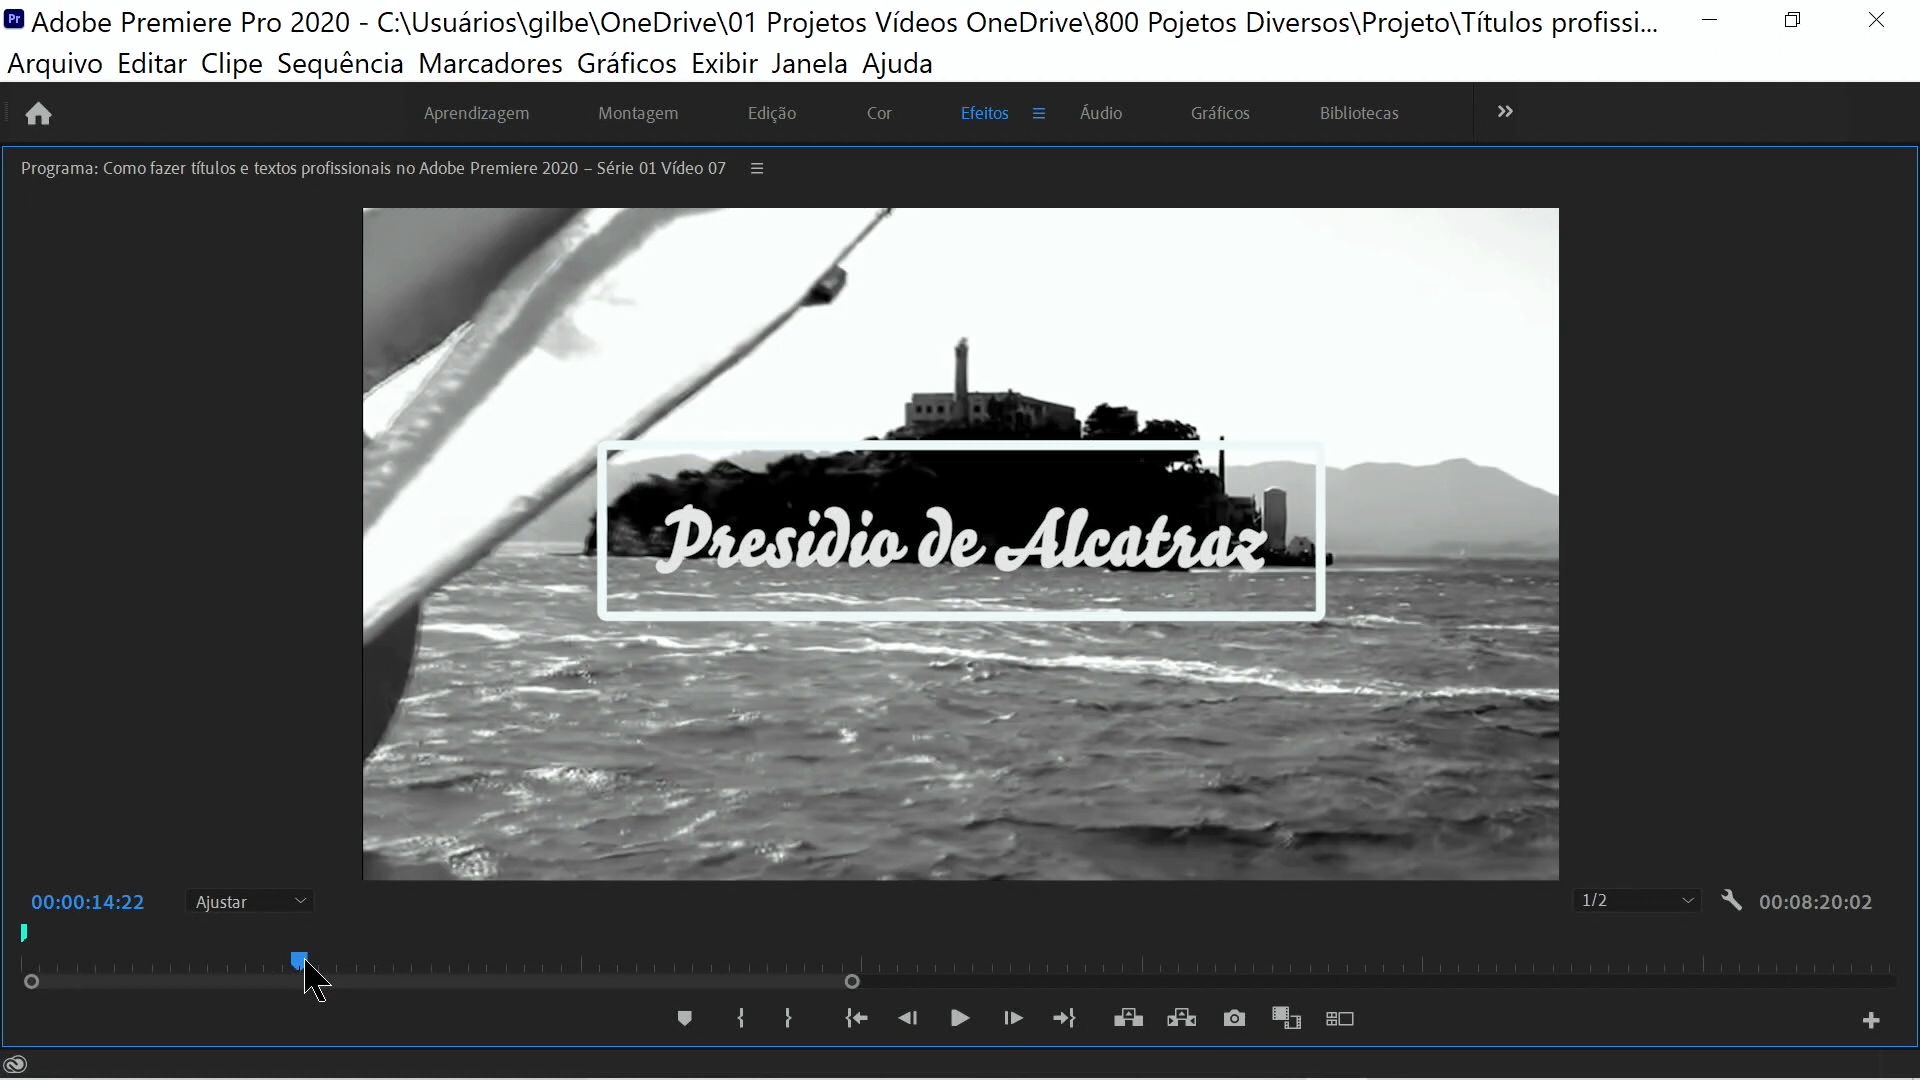 Pr Adobe Premiere Pro 2020 - C:\Usuários\gilbe\OneDrive\01 Projetos Vídeos OneDrive\800 Pojetos Diversos\Projeto\Títulos profissi...
Arquivo Editar Clipe Sequência Marcadores Gráficos Exibir Janela Ajuda
Aprendizagem Montagem Edição Cor Efeitos Áudio Gráficos Bibliotecas
Programa: Como fazer títulos e textos profissionais no Adobe Premiere 2020 – Série 01 Vídeo 07
Presidio de Alcatraz
00:00:14:22 Ajustar 1/2 00:08:20:02